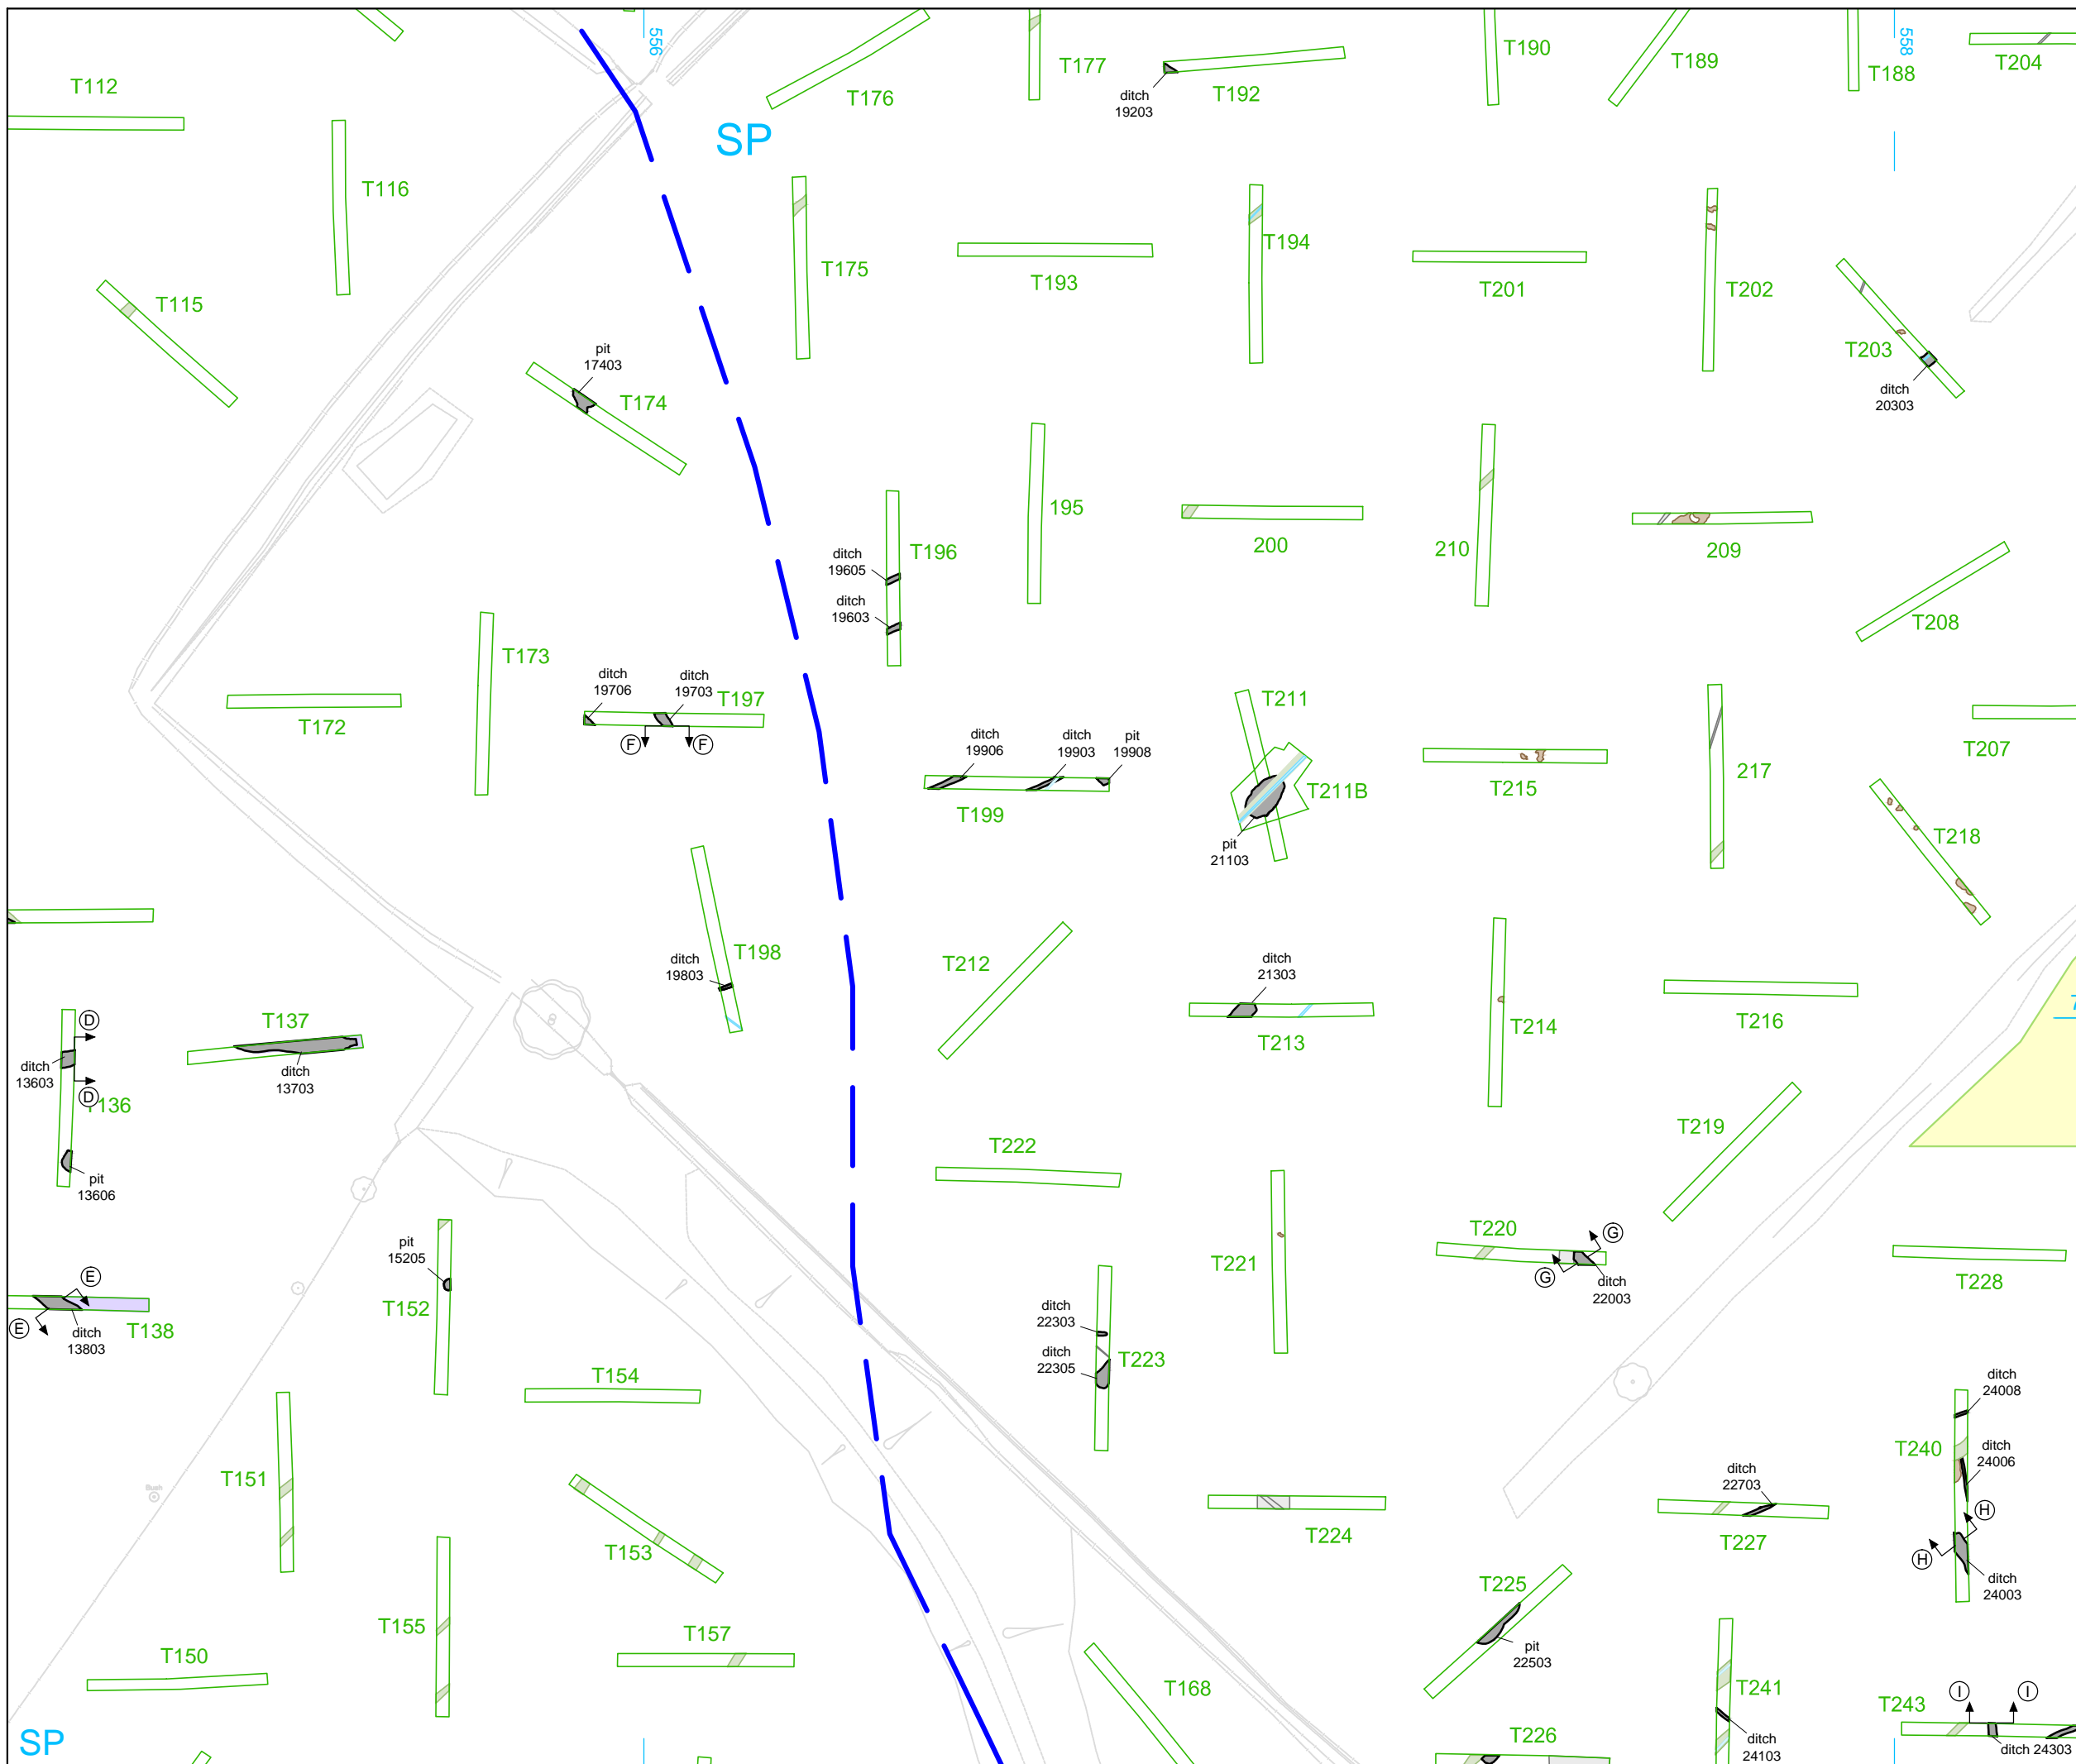 556
558
T112
T116
T115
T176
T177
ditch
19203
T192
T190
T189
T188
T204
SP
T175
T193
T194
T201
T202
T203
ditch
20303
pit
17403
T174
195
200
210
209
T208
ditch
19605
ditch
19603
T196
T173
T172
ditch
19706
ditch
19703
T197
F
F
ditch
19906
ditch
19903
pit
19908
T199
T211
T211B
pit
21103
T215
217
T207
T218
T198
ditch
19803
T212
ditch
21303
T213
T214
T216
7
D
ditch
13603
D
T136
pit
13606
T137
ditch
13703
T222
T221
T219
T220
G
G
ditch
22003
T228
pit
15205
T152
E
E
ditch
13803
T138
ditch
22303
ditch
22305
T223
T154
T151
Bush
T153
T224
ditch
22703
T227
ditch
24008
T240
ditch
24006
H
H
ditch
24003
T155
T157
T150
T168
T225
pit
22503
T241
ditch
24103
T226
T243
I
I
ditch 24303
SP